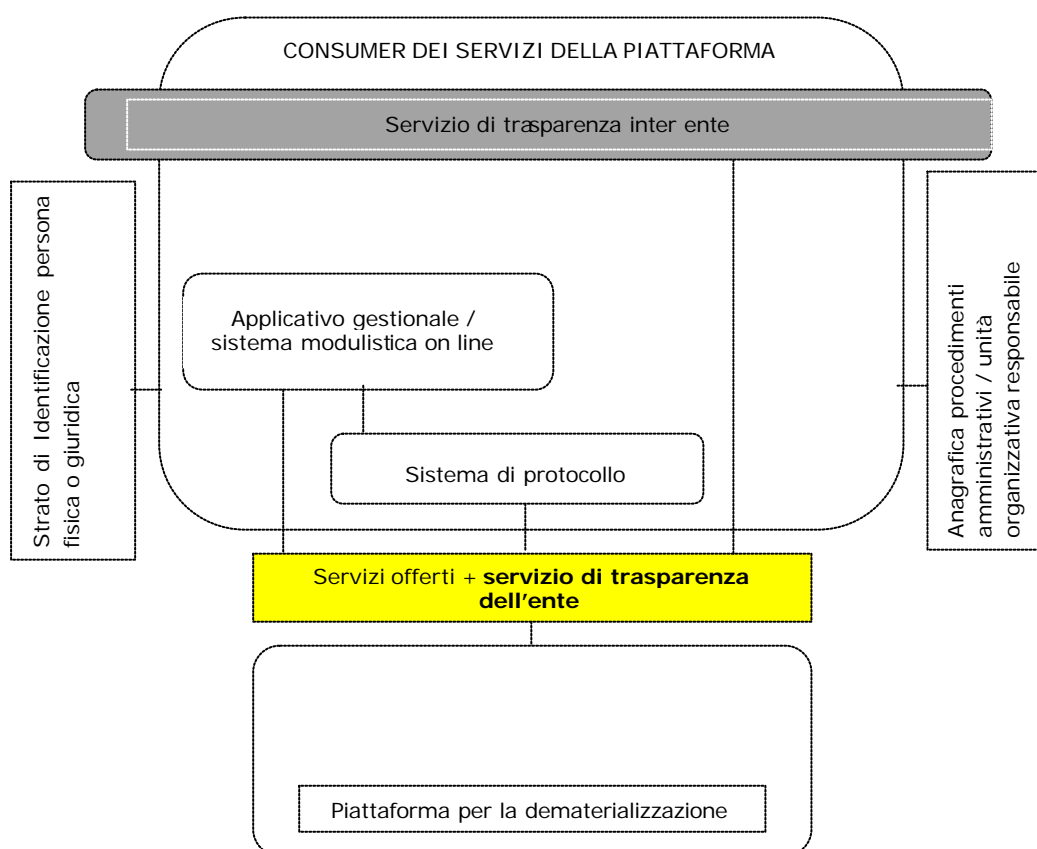 CONSUMER DEI SERVIZI DELLA PIATTAFORMA
Servizio di trasparenza inter ente
Strato di Identificazione persona
fisica o giuridica
Applicativo gestionale /
sistema modulistica on line
Sistema di protocollo
Anagrafica procedimenti
amministrativi / unità
organizzativa responsabile
Servizi offerti + servizio di trasparenza
dell'ente
Piattaforma per la dematerializzazione